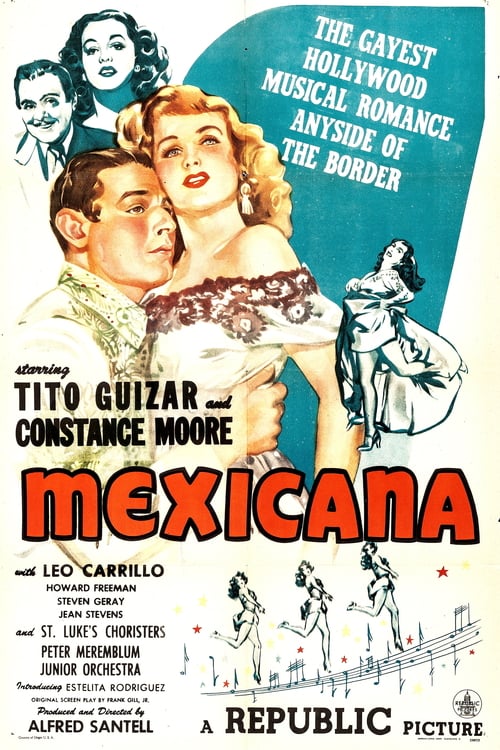 THE GAYEST
HOLLYWOOD
MUSICAL ROMANCE
ANYSIDE OF
THE BORDER
starring
TITO GUIZAR and
CONSTANCE MOORE
MEXICANA
with LEO CARRILLO
HOWARD FREEMAN
STEVEN GERAY
JEAN STEVENS
and ST. LUKE'S CHORISTERS
PETER MEREMBLUM
JUNIOR ORCHESTRA
Introducing ESTELITA RODRIGUEZ
ORIGINAL SCREEN PLAY BY FRANK GILL, JR.
Produced and Directed by
ALFRED SANTELL
A REPUBLIC PICTURE
REPUBLIC